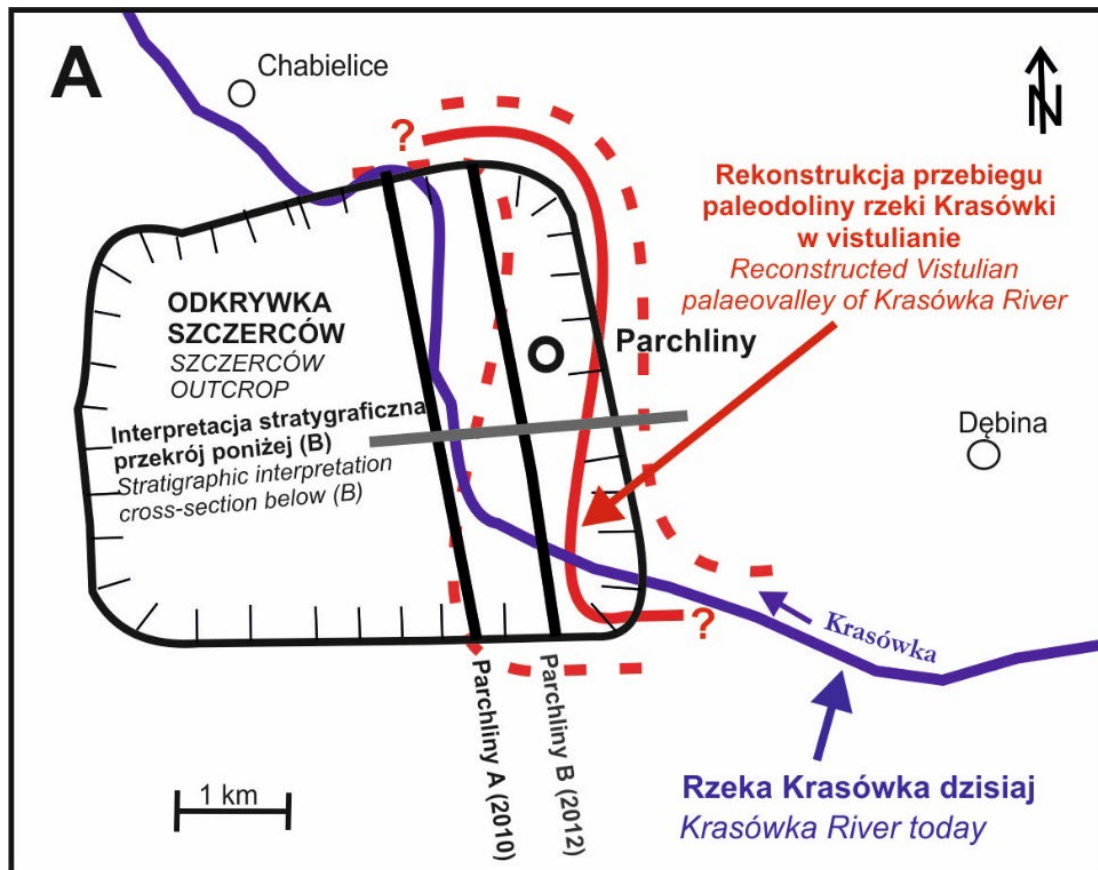 A
Chabielice
N
?
Rekonstrukcja przebiegu
paleodoliny rzeki Krasówki
w vistulianie
Reconstructed Vistulian
palaeovalley of Krasówka River
ODKRYWKA
SZCZERCÓW
SZCZERCÓW
OUTCROP
Parchliny
Interpretacja stratygraficzna
przekrój poniżej (B)
Stratigraphic interpretation
cross-section below (B)
Dębina
?
Krasówka
Parchliny A (2010)
Parchliny B (2012)
1 km
Rzeka Krasówka dzisiaj
Krasówka River today